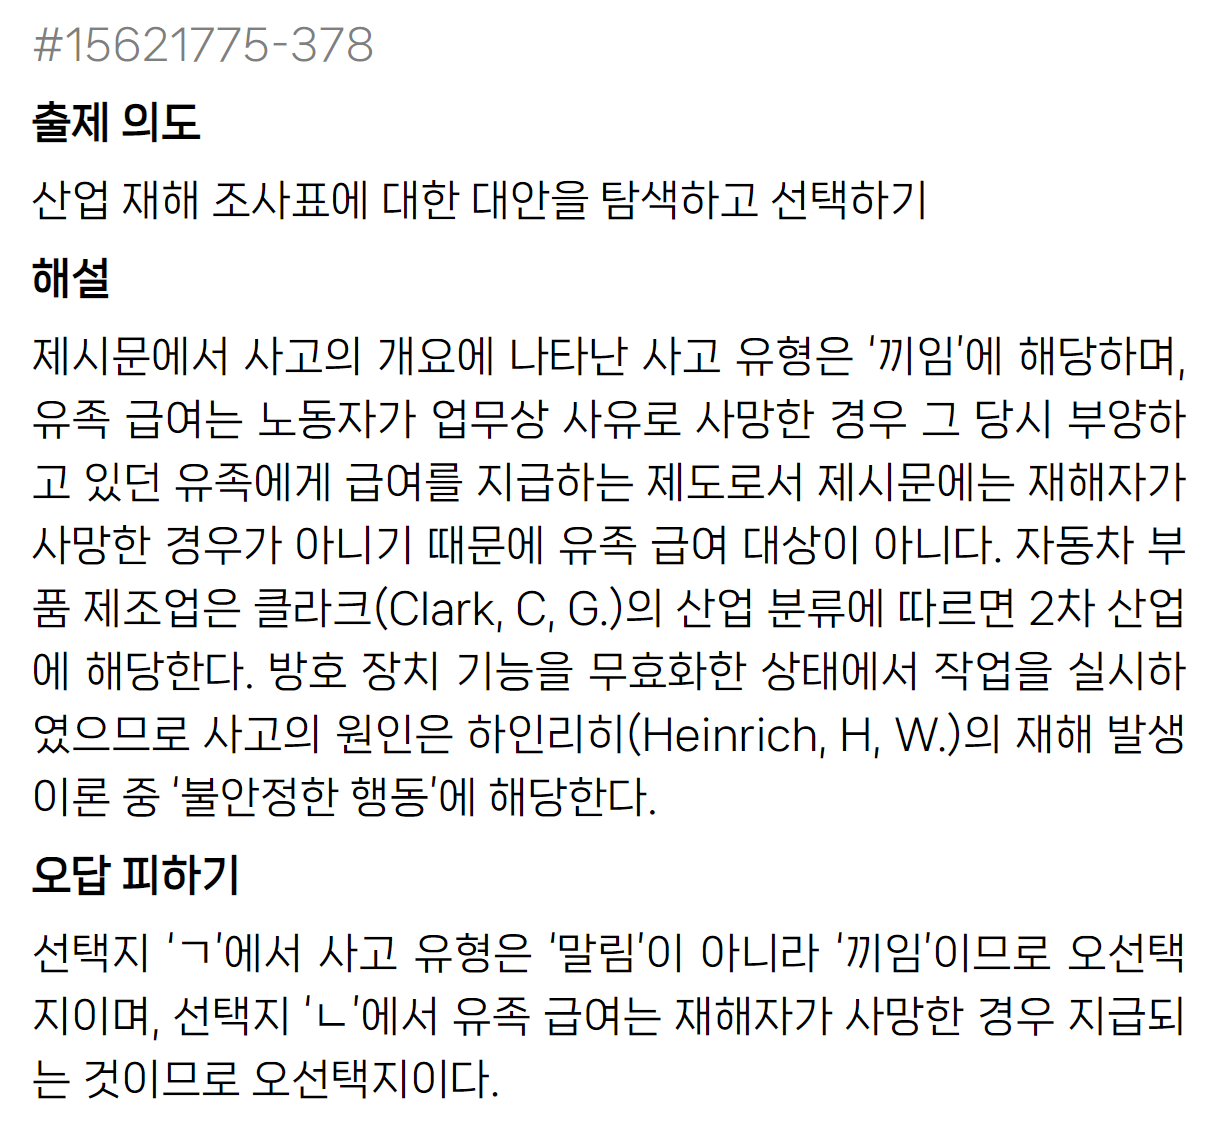 #15621775-378
출제 의도
산업 재해 조사표에 대한 대안을 탐색하고 선택하기
해설
제시문에서 사고의 개요에 나타난 사고 유형은 ‘끼임’에 해당하며,
유족 급여는 노동자가 업무상 사유로 사망한 경우 그 당시 부양하
고 있던 유족에게 급여를 지급하는 제도로서 제시문에는 재해자가
사망한 경우가 아니기 때문에 유족 급여 대상이 아니다. 자동차 부
품 제조업은 클라크(Clark, C, G.)의 산업 분류에 따르면 2차 산업
에 해당한다. 방호 장치 기능을 무효화한 상태에서 작업을 실시하
였으므로 사고의 원인은 하인리히(Heinrich, H, W.)의 재해 발생
이론 중 ‘불안정한 행동’에 해당한다.
오답 피하기
선택지 ‘ㄱ’에서 사고 유형은 ‘말림’이 아니라 ‘끼임’이므로 오선택
지이며, 선택지 ‘ㄴ’에서 유족 급여는 재해자가 사망한 경우 지급되
는 것이므로 오선택지이다.